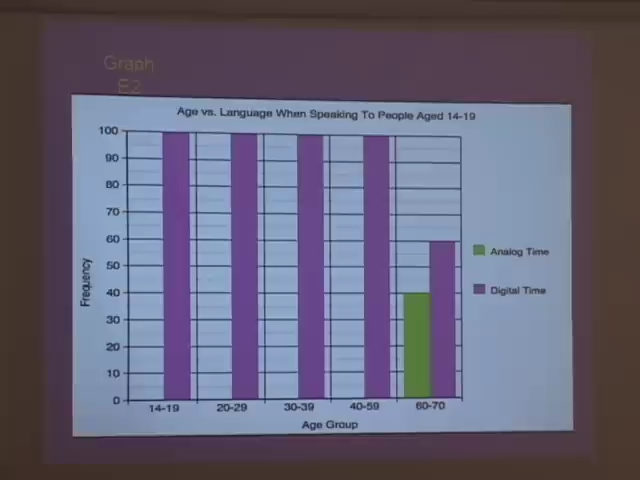 Graph
E2
Age vs. Language When Speaking To People Aged 14-19
100
90
80
70
60
50
40
30
20
10
0
Frequency
14-19
20-29
30-39
40-59
60-70
Age Group
Analog Time
Digital Time